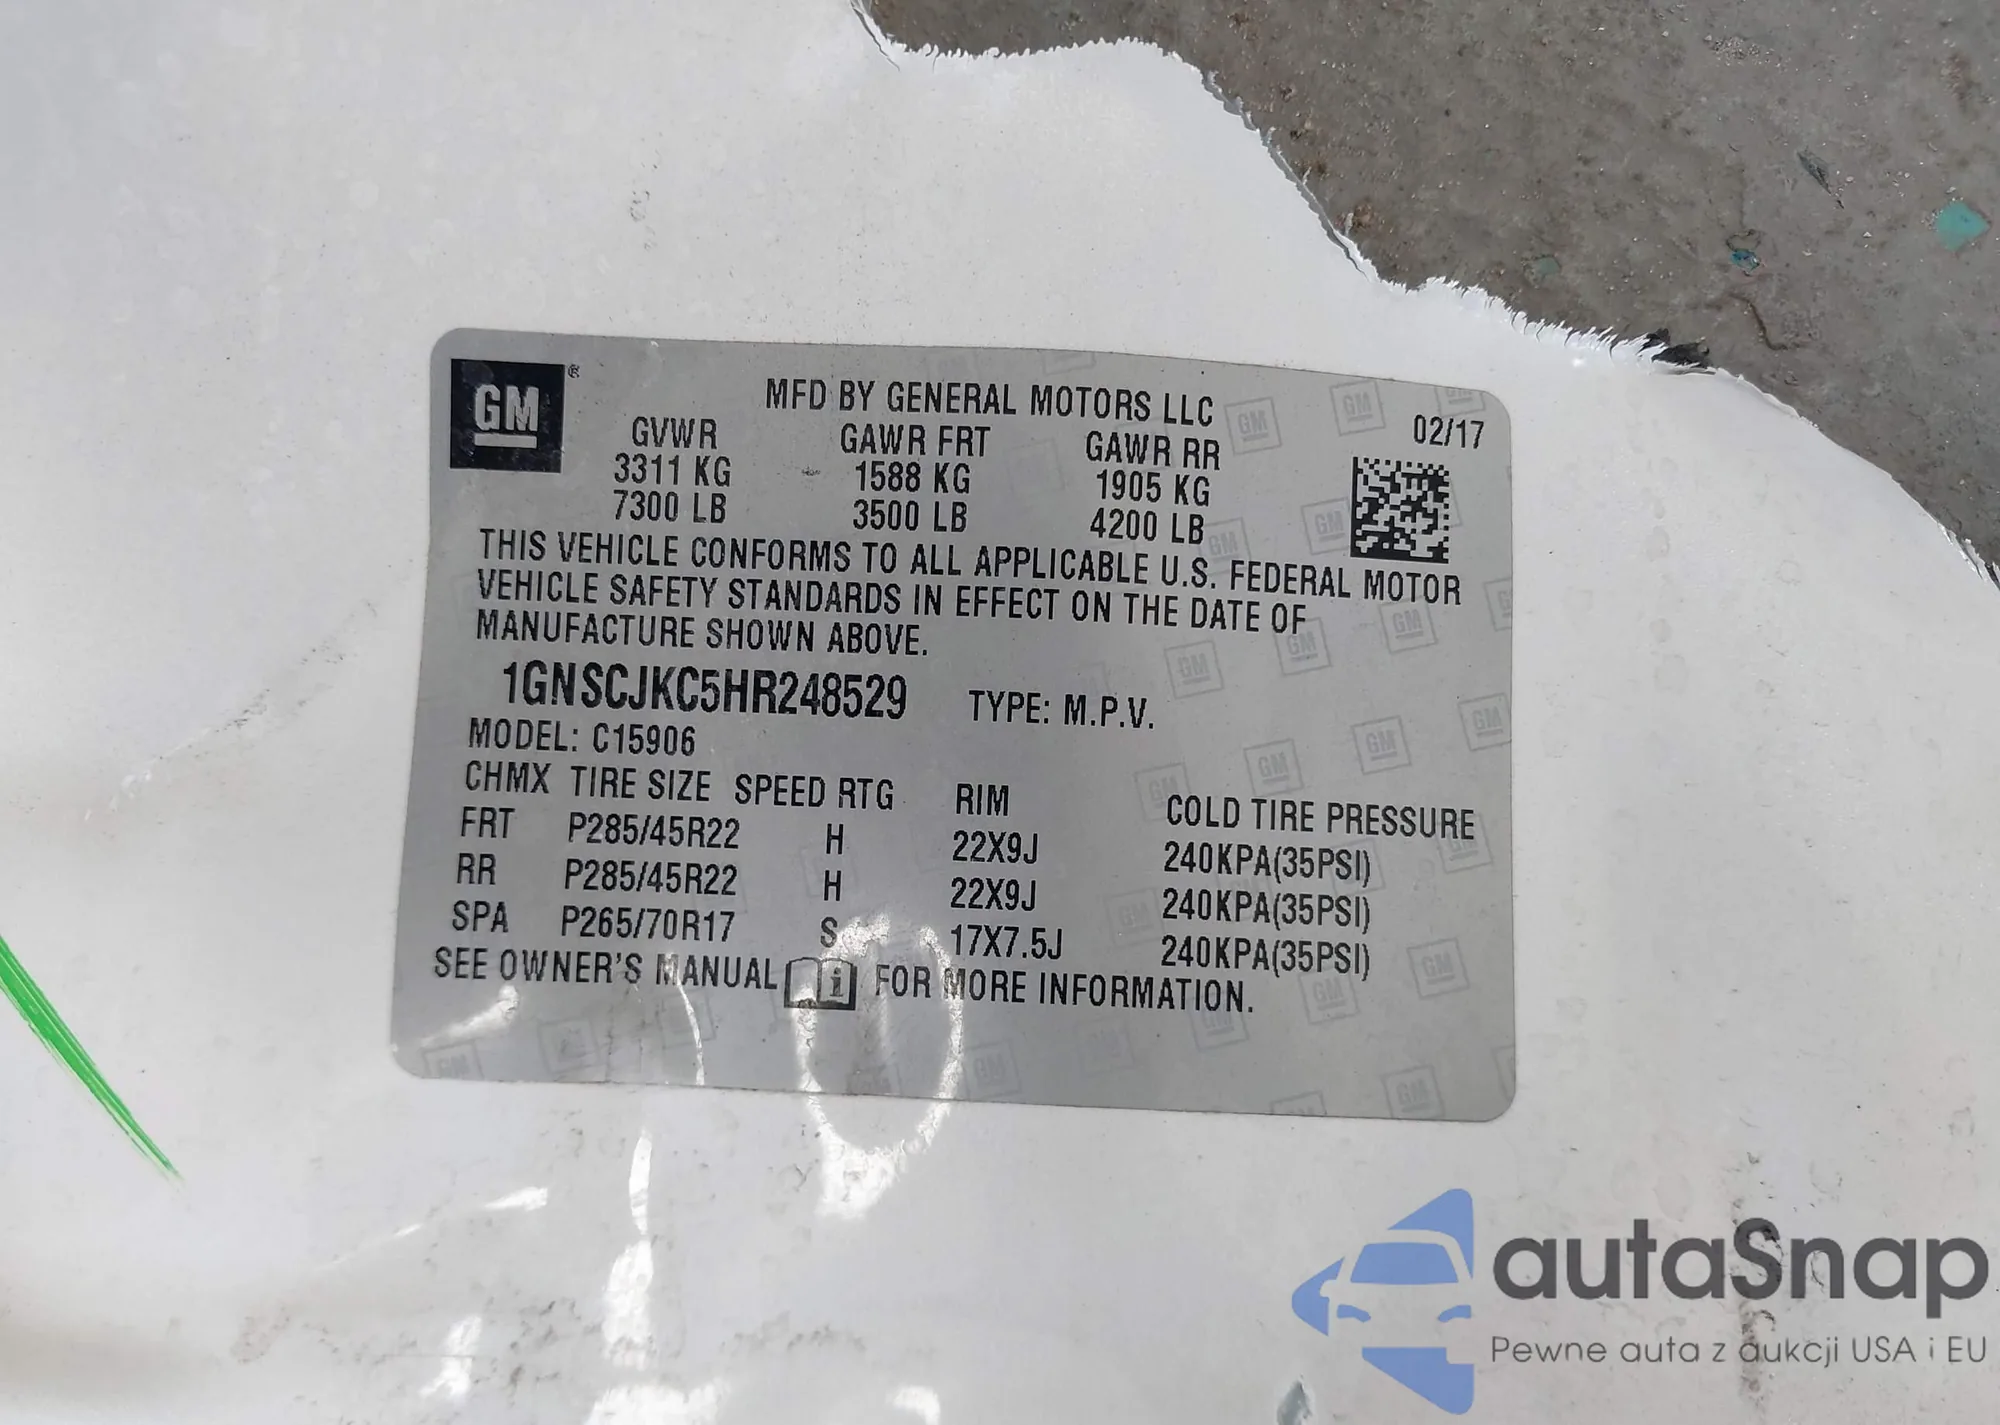 GM ®
MFD BY GENERAL MOTORS LLC
02/17
GVWR GAWR FRT GAWR RR
3311 KG 1588 KG 1905 KG
7300 LB 3500 LB 4200 LB
THIS VEHICLE CONFORMS TO ALL APPLICABLE U.S. FEDERAL MOTOR
VEHICLE SAFETY STANDARDS IN EFFECT ON THE DATE OF
MANUFACTURE SHOWN ABOVE.
1GNSCJKC5HR248529 TYPE: M.P.V.
MODEL: C15906
CHMX TIRE SIZE SPEED RTG RIM COLD TIRE PRESSURE
FRT P285/45R22 H 22X9J 240KPA(35PSI)
RR P285/45R22 H 22X9J 240KPA(35PSI)
SPA P265/70R17 S 17X7.5J 240KPA(35PSI)
SEE OWNER'S MANUAL i FOR MORE INFORMATION.
autaSnap
Pewne auta z aukcji USA i EU